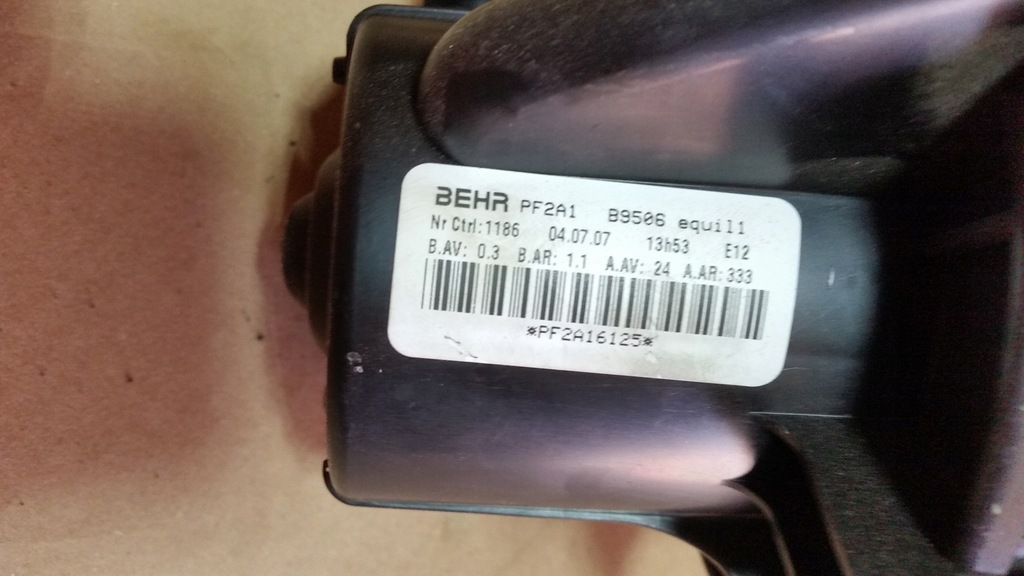 BEHR PF2A1 B9506 equil1
Nr Ctrl:1186 04.07.07 13h53 E12
B.AV: 0.3 B.AR: 1.1 A.AV: 24 A.AR: 333
*PF2A16125*